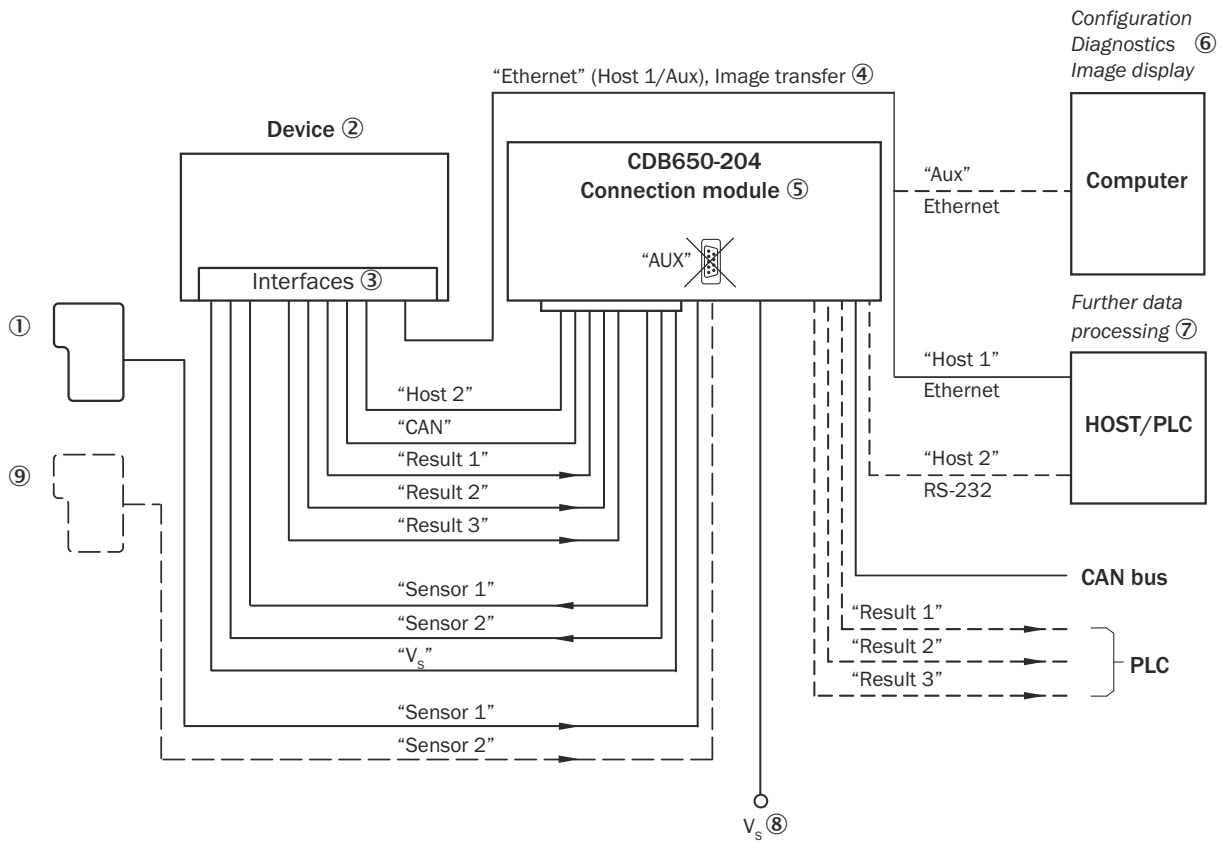 Configuration
Diagnostics ⑥
Image display
"Ethernet" (Host 1/Aux), Image transfer ④
Device ②
CDB650-204
Connection module ⑤
"Aux"
Ethernet
Computer
"AUX"
Interfaces ③
①
Further data
processing ⑦
"Host 1"
Ethernet
HOST/PLC
"Host 2"
RS-232
"Host 2"
"CAN"
"Result 1"
"Result 2"
"Result 3"
⑨
"Sensor 1"
"Sensor 2"
"Vs"
CAN bus
"Result 1"
"Result 2"
"Result 3"
PLC
"Sensor 1"
"Sensor 2"
Vs ⑧